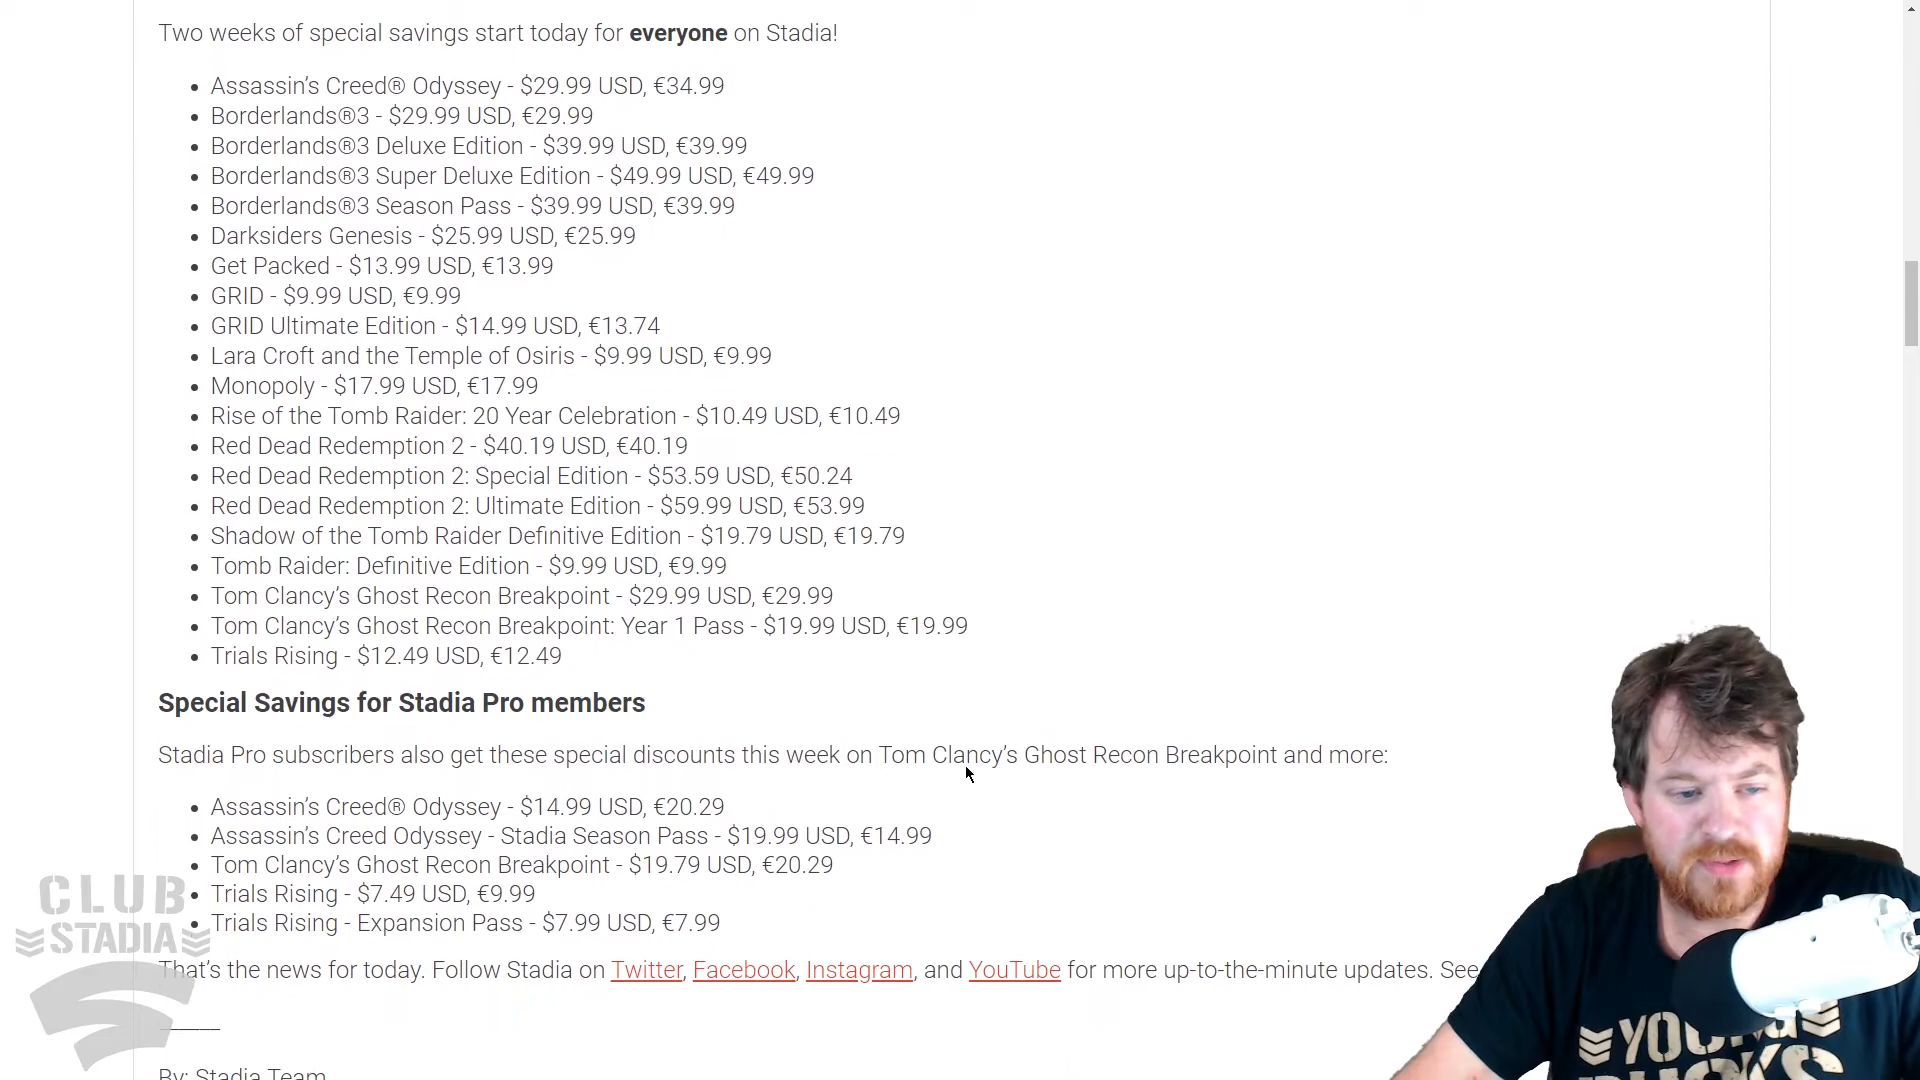 Two weeks of special savings start today for everyone on Stadia!
• Assassin’s Creed® Odyssey - $29.99 USD, €34.99
• Borderlands®3 - $29.99 USD, €29.99
• Borderlands®3 Deluxe Edition - $39.99 USD, €39.99
• Borderlands®3 Super Deluxe Edition - $49.99 USD, €49.99
• Borderlands®3 Season Pass - $39.99 USD, €39.99
• Darksiders Genesis - $25.99 USD, €25.99
• Get Packed - $13.99 USD, €13.99
• GRID - $9.99 USD, €9.99
• GRID Ultimate Edition - $14.99 USD, €13.74
• Lara Croft and the Temple of Osiris - $9.99 USD, €9.99
• Monopoly - $17.99 USD, €17.99
• Rise of the Tomb Raider: 20 Year Celebration - $10.49 USD, €10.49
• Red Dead Redemption 2 - $40.19 USD, €40.19
• Red Dead Redemption 2: Special Edition - $53.59 USD, €50.24
• Red Dead Redemption 2: Ultimate Edition - $59.99 USD, €53.99
• Shadow of the Tomb Raider Definitive Edition - $19.79 USD, €19.79
• Tomb Raider: Definitive Edition - $9.99 USD, €9.99
• Tom Clancy’s Ghost Recon Breakpoint - $29.99 USD, €29.99
• Tom Clancy’s Ghost Recon Breakpoint: Year 1 Pass - $19.99 USD, €19.99
• Trials Rising - $12.49 USD, €12.49
Special Savings for Stadia Pro members
Stadia Pro subscribers also get these special discounts this week on Tom Clancy’s Ghost Recon Breakpoint and more:
• Assassin’s Creed® Odyssey - $14.99 USD, €20.29
• Assassin’s Creed Odyssey - Stadia Season Pass - $19.99 USD, €14.99
• Tom Clancy’s Ghost Recon Breakpoint - $19.79 USD, €20.29
• Trials Rising - $7.49 USD, €9.99
• Trials Rising - Expansion Pass - $7.99 USD, €7.99
That’s the news for today. Follow Stadia on Twitter, Facebook, Instagram, and YouTube for more up-to-the-minute updates. See
By: Stadia Team
CLUB
STADIA